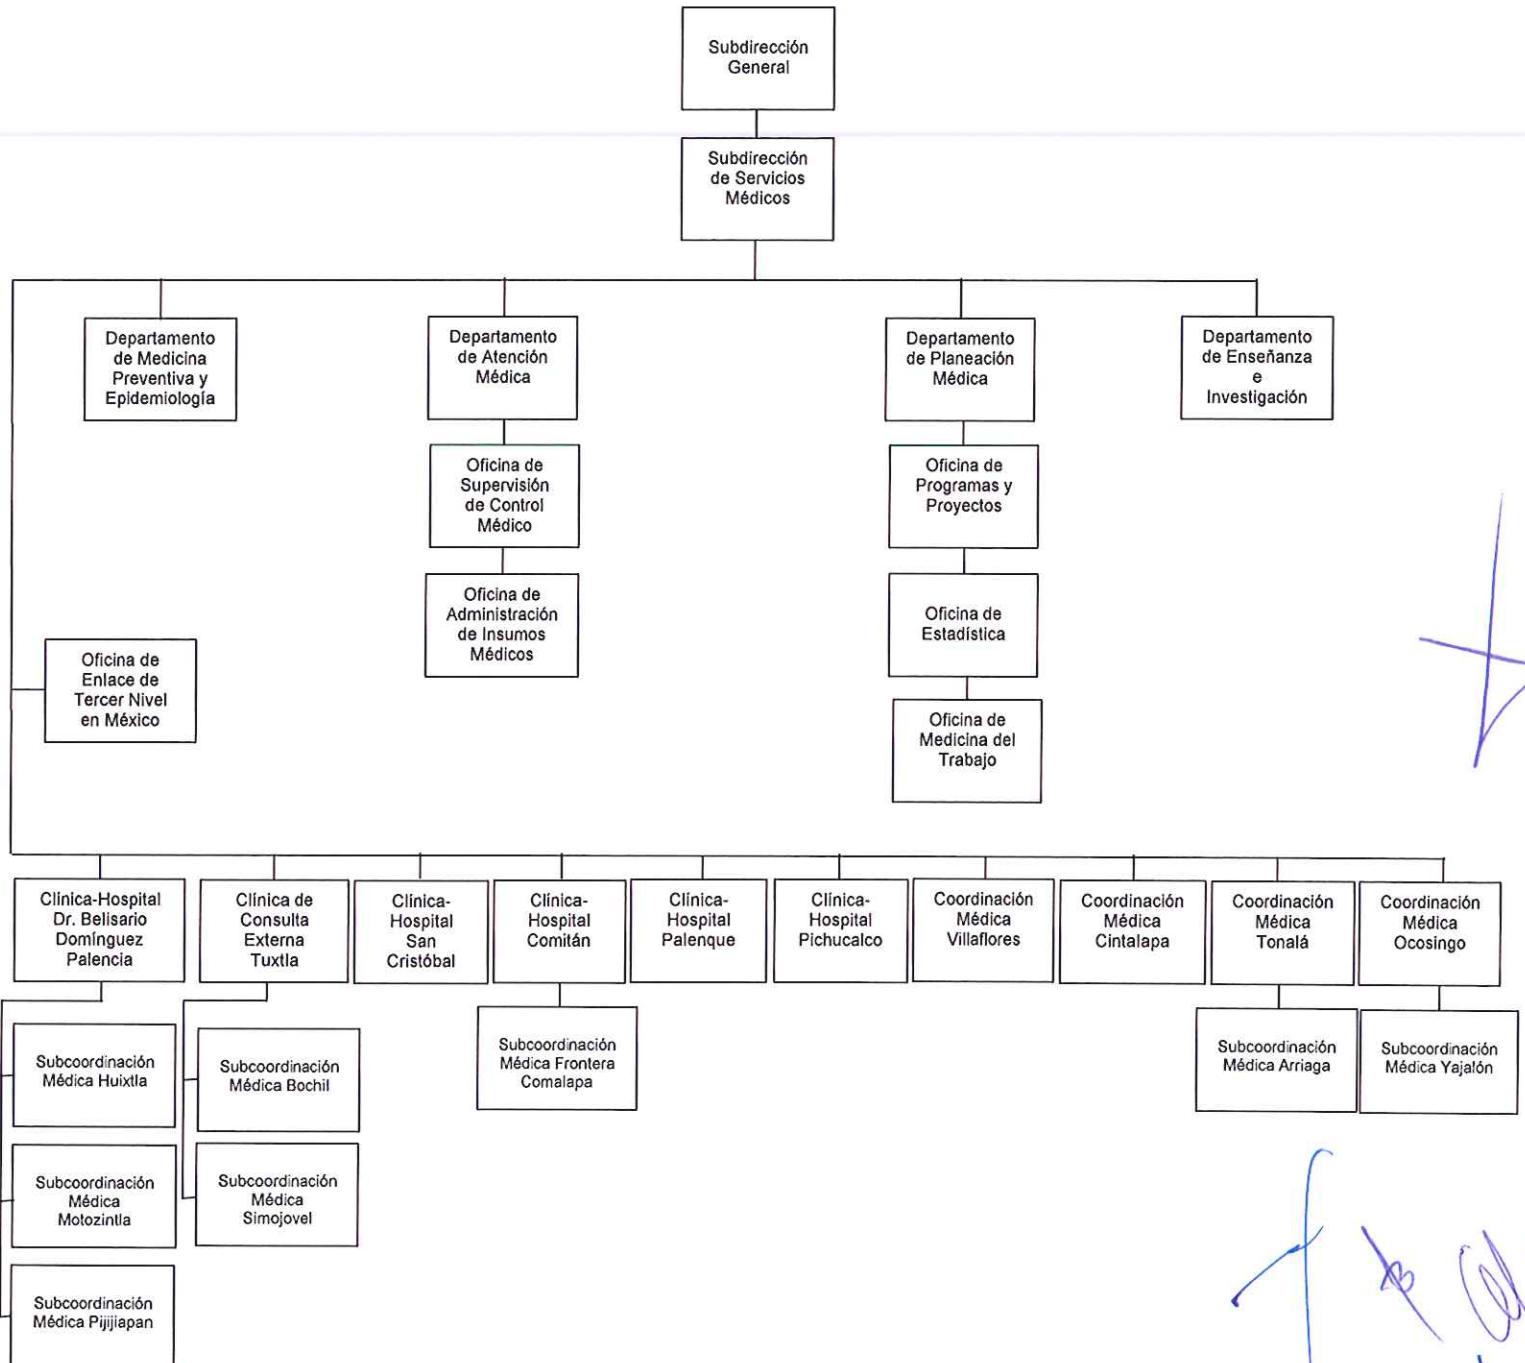 Subdirección
General
Subdirección
de Servicios
Médicos
Departamento
de Medicina
Preventiva y
Epidemiología
Departamento
de Atención
Médica
Departamento
de Planeación
Médica
Departamento
de Enseñanza
e
Investigación
Oficina de
Supervisión
de Control
Médico
Oficina de
Programas y
Proyectos
Oficina de
Administración
de Insumos
Médicos
Oficina de
Estadística
Oficina de
Enlace de
Tercer Nivel
en México
Oficina de
Medicina del
Trabajo
Clínica-Hospital
Dr. Belisario
Domínguez
Palencia
Clínica de
Consulta
Externa
Tuxtla
Clínica-
Hospital
San
Cristóbal
Clínica-
Hospital
Comitán
Clínica-
Hospital
Palenque
Clínica-
Hospital
Pichucalco
Coordinación
Médica
Villaflores
Coordinación
Médica
Cintalapa
Coordinación
Médica
Tonalá
Coordinación
Médica
Ocosingo
Subcoordinación
Médica Huixtla
Subcoordinación
Médica Bochil
Subcoordinación
Médica Frontera
Comalapa
Subcoordinación
Médica Arriaga
Subcoordinación
Médica Yajalón
Subcoordinación
Médica
Motozintla
Subcoordinación
Médica
Simojovel
Subcoordinación
Médica Pijijiapan